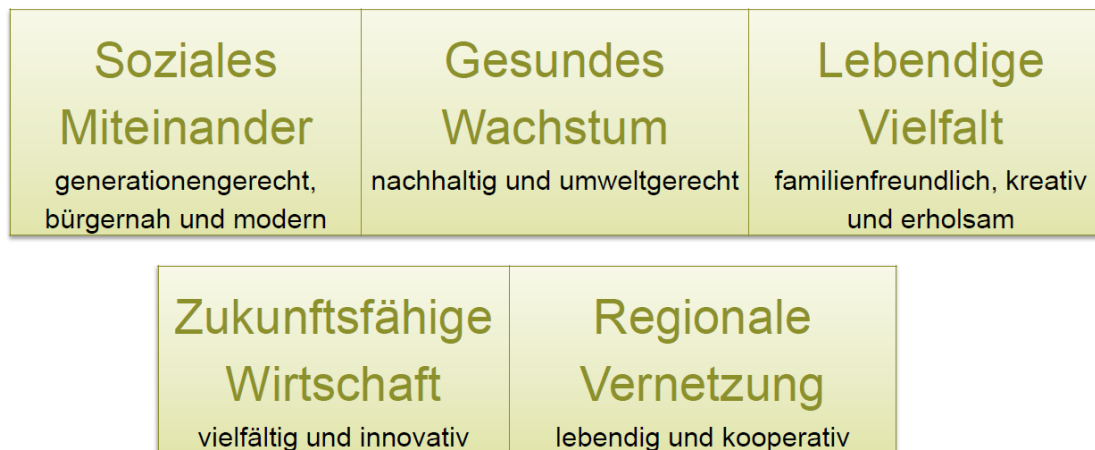 Soziales
Miteinander
generationengerecht,
bürgernah und modern
Gesundes
Wachstum
nachhaltig und umweltgerecht
Lebendige
Vielfalt
familienfreundlich, kreativ
und erholsam
Zukunftsfähige
Wirtschaft
vielfältig und innovativ
Regionale
Vernetzung
lebendig und kooperativ